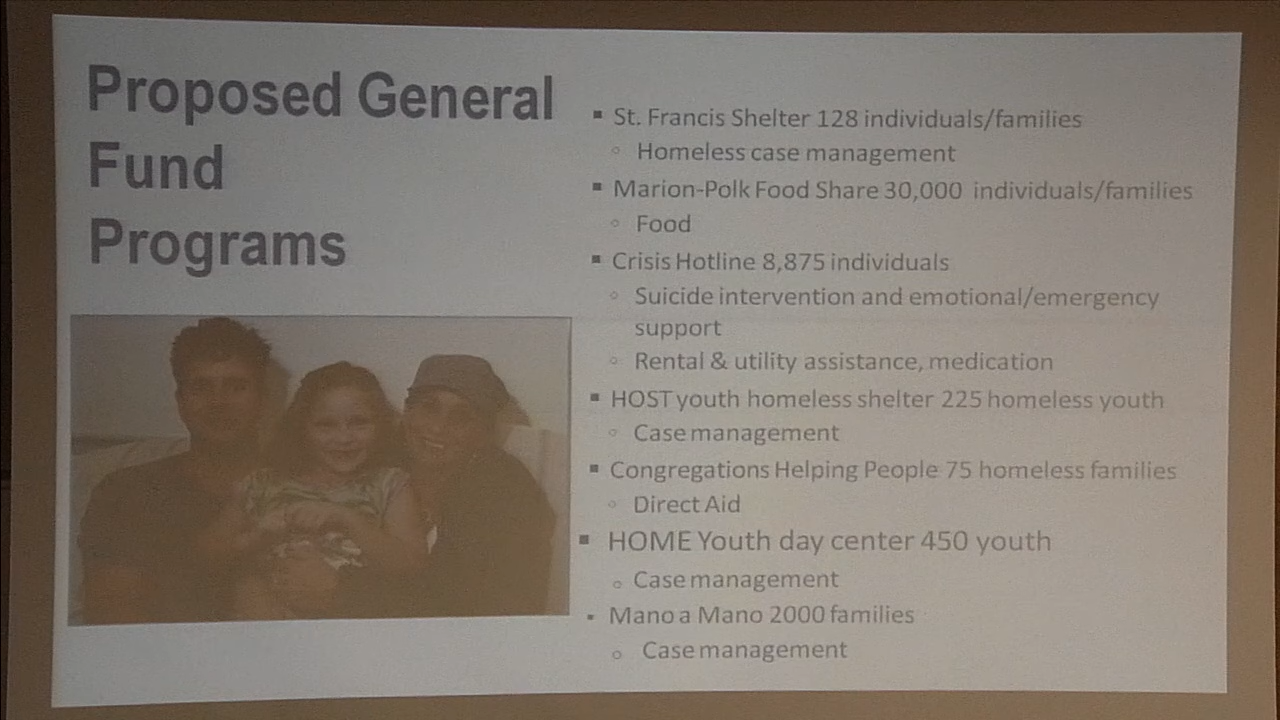 Proposed General
Fund
Programs
▪ St. Francis Shelter 128 individuals/families
◦ Homeless case management
▪ Marion-Polk Food Share 30,000 individuals/families
◦ Food
▪ Crisis Hotline 8,875 individuals
◦ Suicide intervention and emotional/emergency
support
◦ Rental & utility assistance, medication
▪ HOST youth homeless shelter 225 homeless youth
◦ Case management
▪ Congregations Helping People 75 homeless families
◦ Direct Aid
▪ HOME Youth day center 450 youth
◦ Case management
▪ Mano a Mano 2000 families
◦ Case management